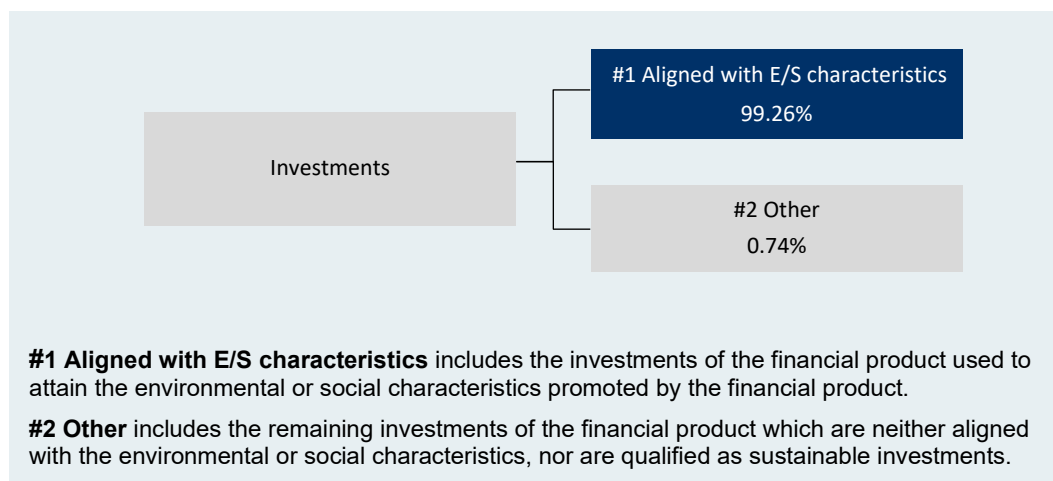 #1 Aligned with E/S characteristics
99.26%
Investments
#2 Other
0.74%
#1 Aligned with E/S characteristics includes the investments of the financial product used to
attain the environmental or social characteristics promoted by the financial product.
#2 Other includes the remaining investments of the financial product which are neither aligned
with the environmental or social characteristics, nor are qualified as sustainable investments.